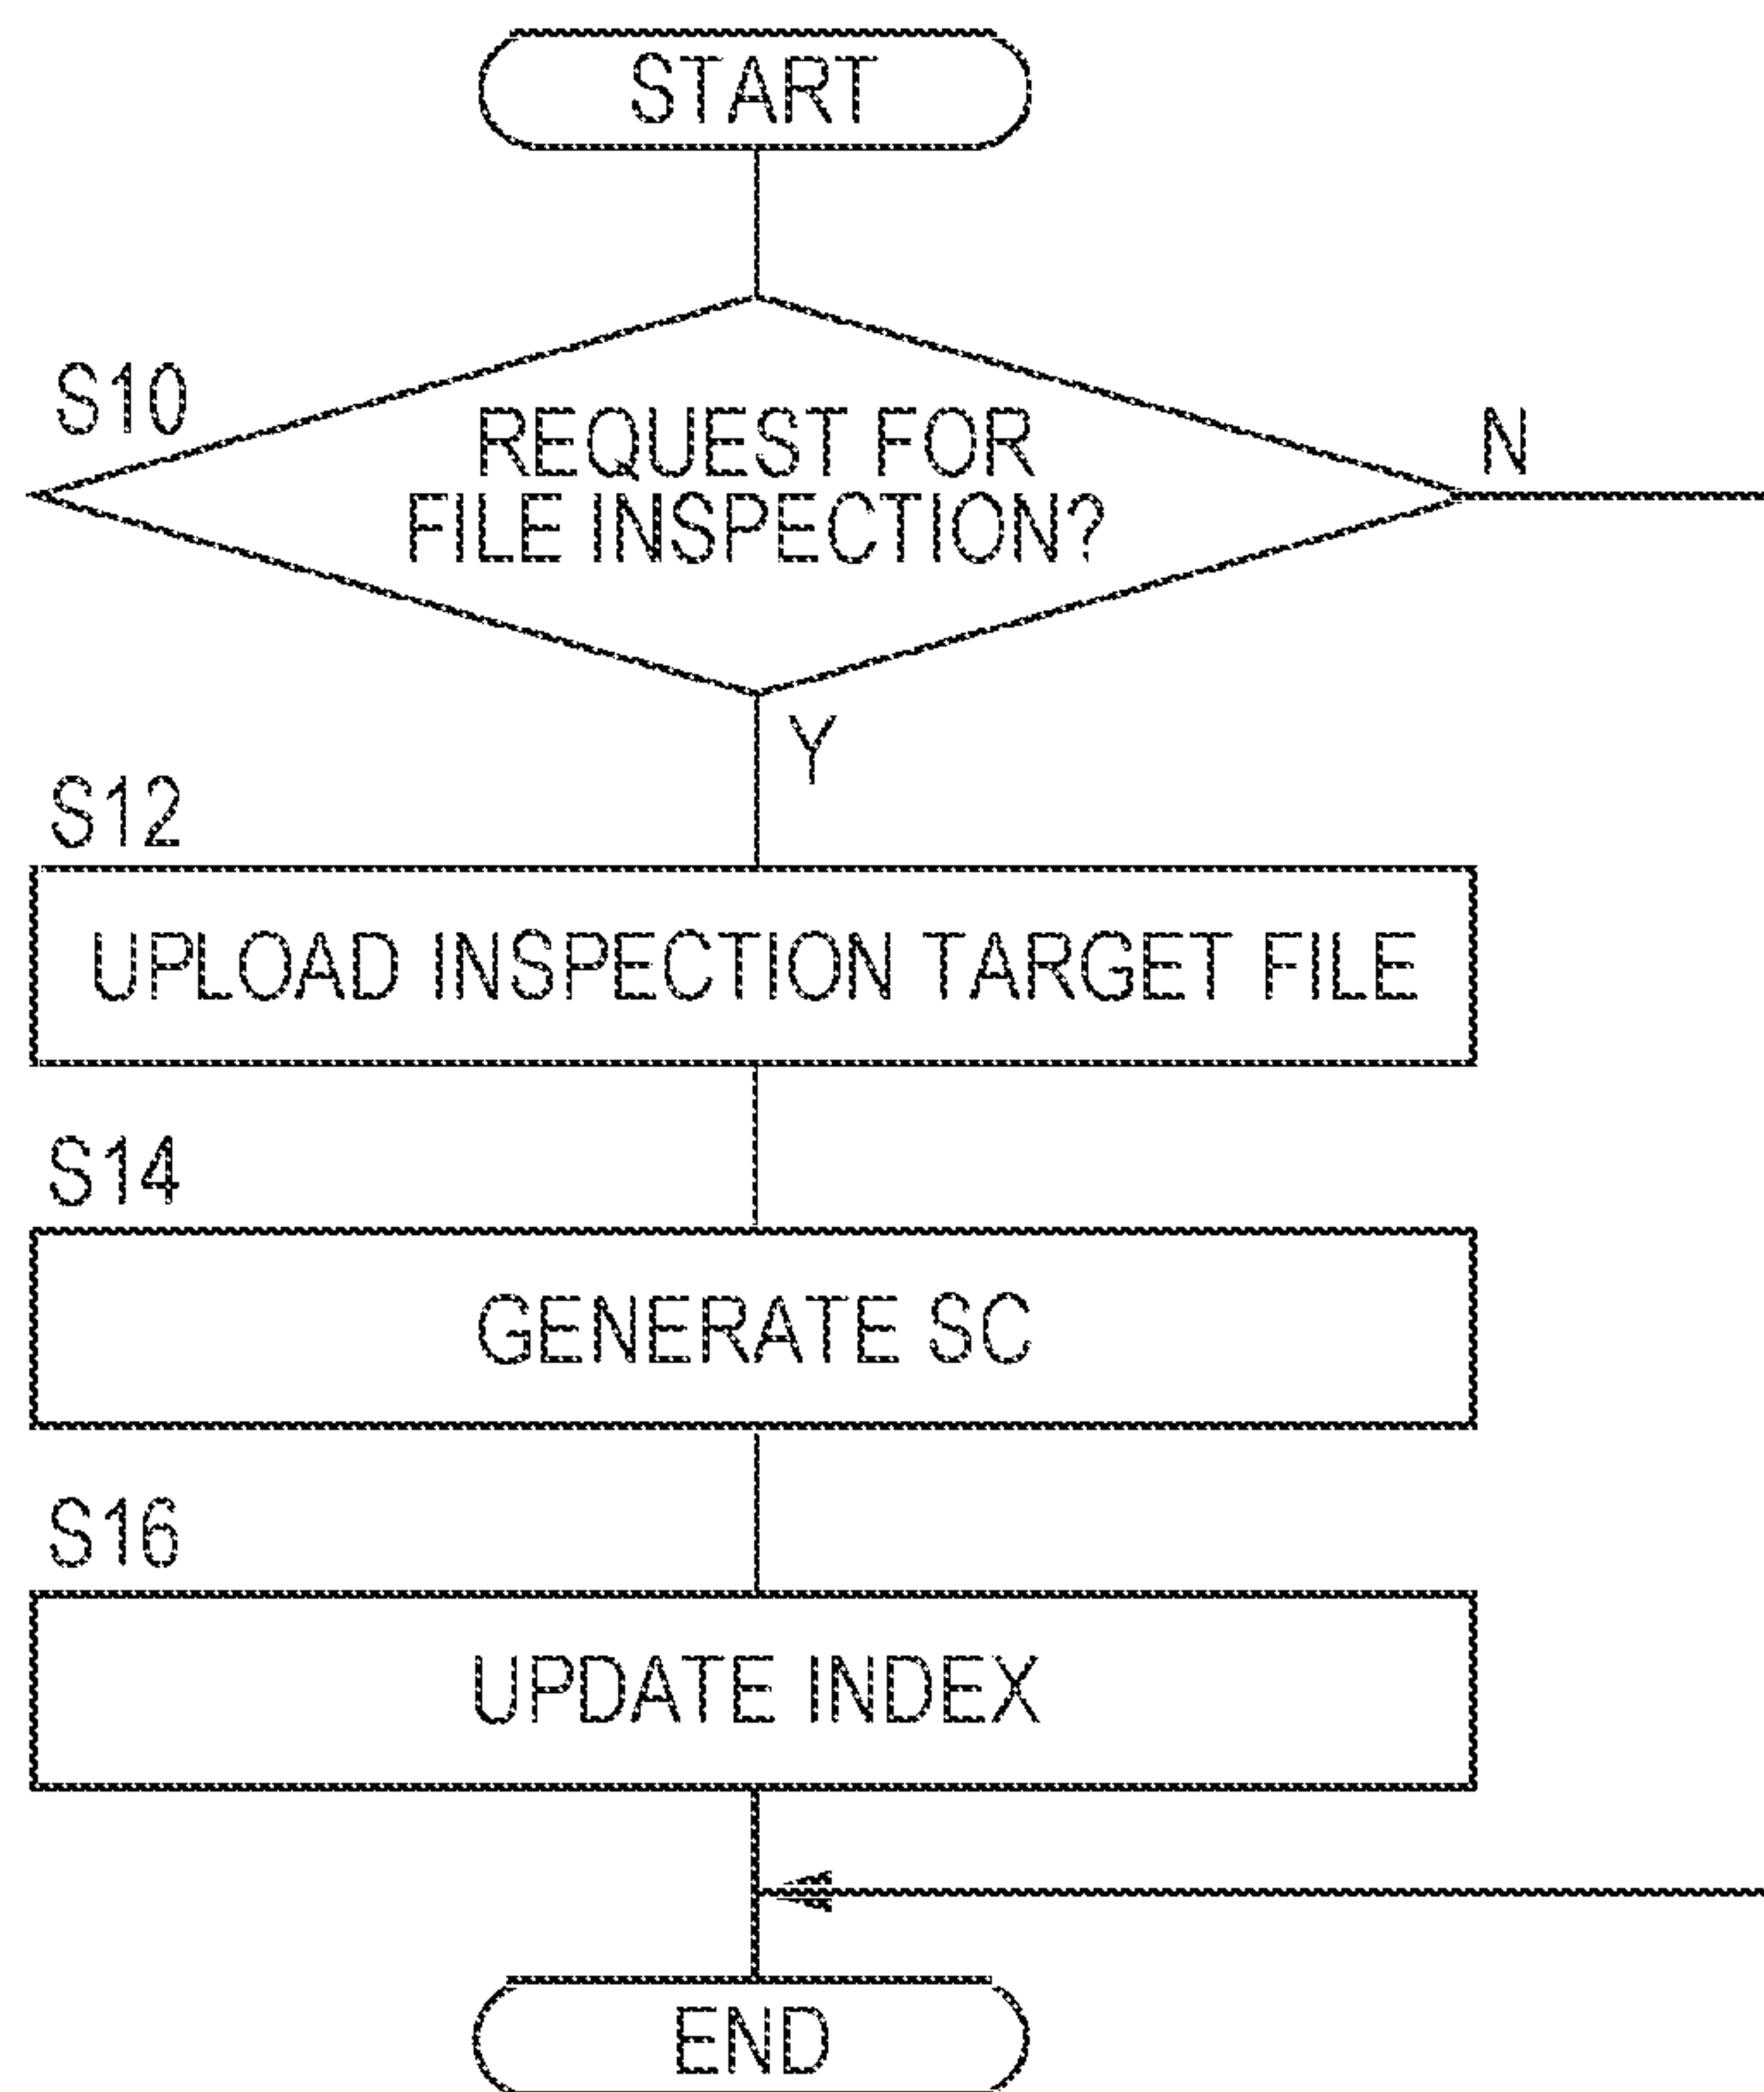 START
S10
REQUEST FOR
FILE INSPECTION?
N
Y
S12
UPLOAD INSPECTION TARGET FILE
S14
GENERATE SC
S16
UPDATE INDEX
END